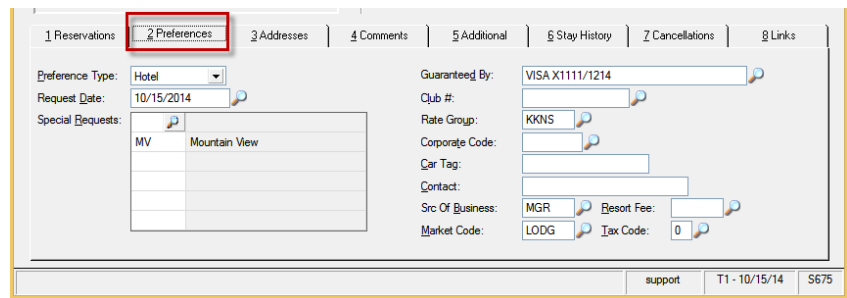 1 Reservations 2 Preferences 3 Addresses 4 Comments 5 Additional 6 Stay History 7 Cancellations 8 Links
Preference Type: Hotel Guaranteed By: VISA X1111/1214
Request Date: 10/15/2014 Club #:
Special Requests: Rate Group: KKNS
MV Mountain View Corporate Code:
Car Tag:
Contact:
Src Of Business: MGR Resort Fee:
Market Code: LODG Tax Code: 0
support T1 - 10/15/14 S675